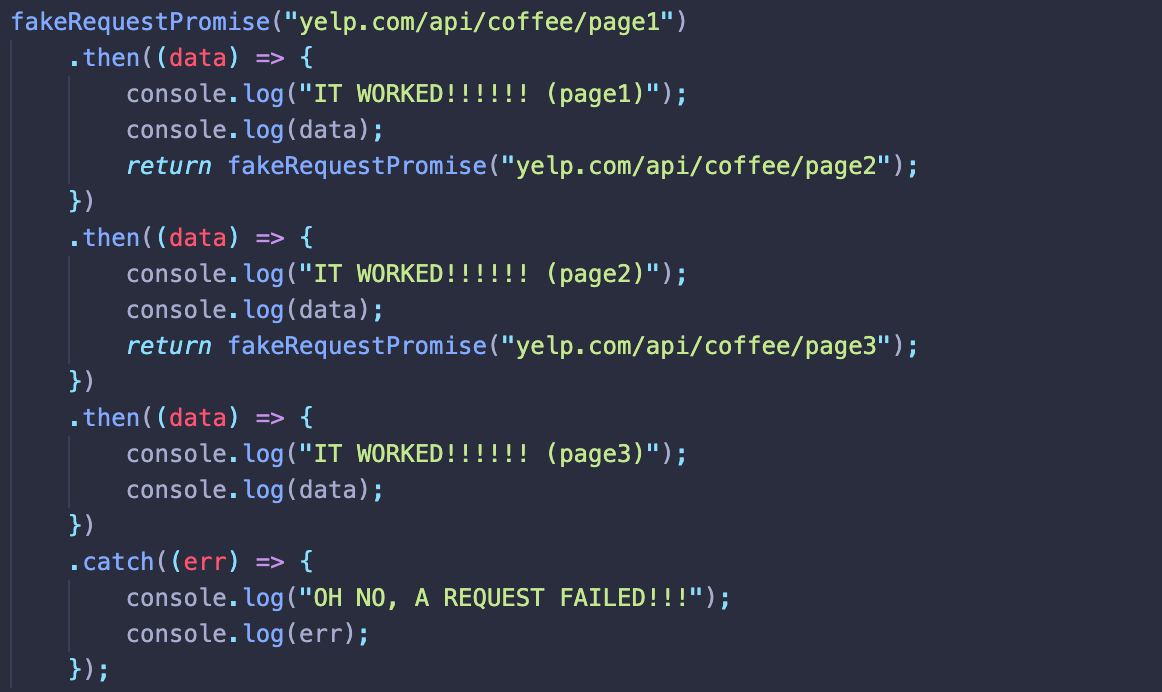 fakeRequestPromise("yelp.com/api/coffee/page1")
    .then((data) => {
        console.log("IT WORKED!!!!!! (page1)");
        console.log(data);
        return fakeRequestPromise("yelp.com/api/coffee/page2");
    })
    .then((data) => {
        console.log("IT WORKED!!!!!! (page2)");
        console.log(data);
        return fakeRequestPromise("yelp.com/api/coffee/page3");
    })
    .then((data) => {
        console.log("IT WORKED!!!!!! (page3)");
        console.log(data);
    })
    .catch((err) => {
        console.log("OH NO, A REQUEST FAILED!!!");
        console.log(err);
    });